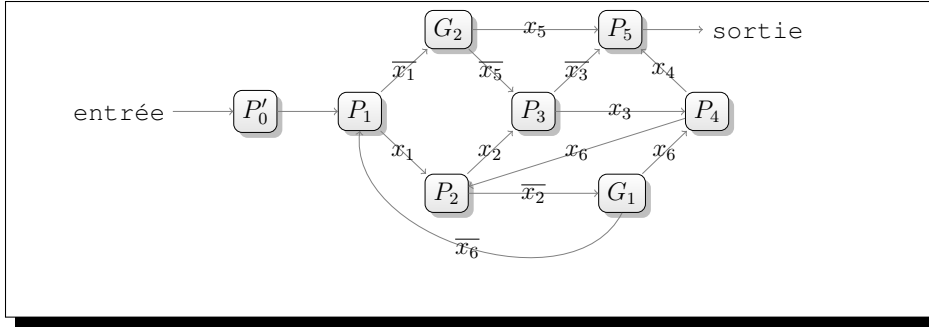 G₂ x₅ P₅ sortie
x̅₁ x̅₅ x̅₃ x₄
entrée P′₀ P₁ P₃ x₃ P₄
x₁ x₂ x₆ x₆
P₂ x̅₂ G₁
x̅₆